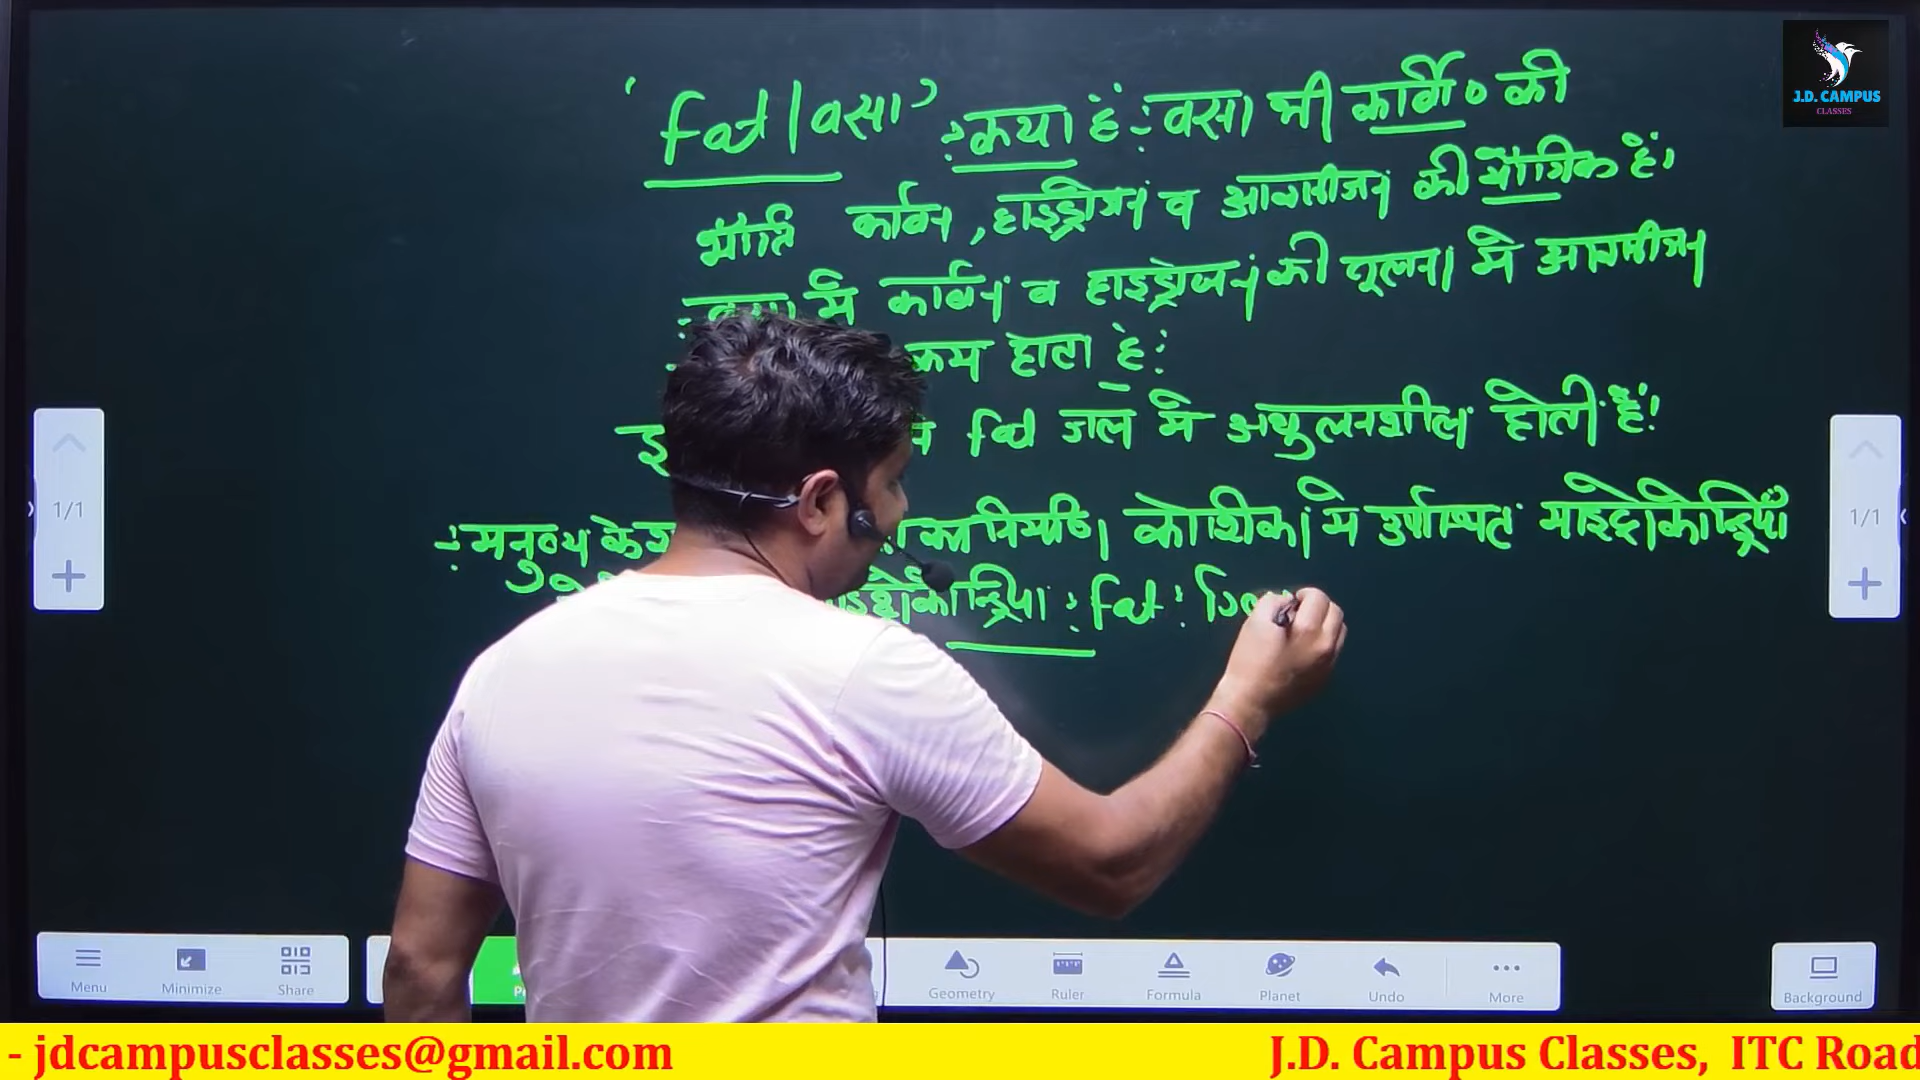 'fat / वसा' :क्या हैं:- वसा भी कार्बो० की
भाँति कार्बन, हाइड्रोजन व आक्सीजन की यौगिक हैं,
में कार्बन व हाइड्रोजन की तूलना में आक्सीजन
कम होता है:
fat जल में अघुलनशील होती हैं!
:- मनुष्य के कोशिका में उपस्थित माइट्रोकोन्ड्रिया
: fat :
J.D. CAMPUS
CLASSES
1/1
1/1
Menu
Minimize
Share
Geometry
Ruler
Formula
Planet
Undo
More
Background
- jdcampusclasses@gmail.com
J.D. Campus Classes, ITC Road